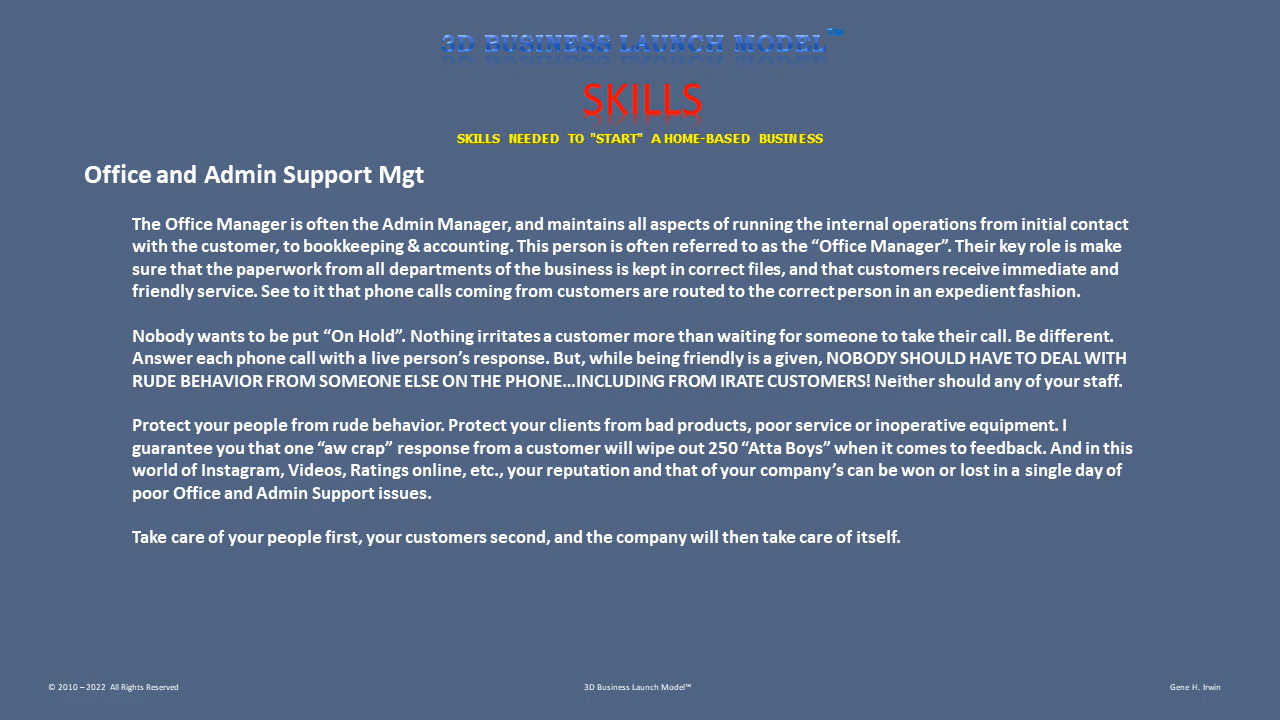 3D BUSINESS LAUNCH MODEL™
SKILLS
SKILLS NEEDED TO "START" A HOME-BASED BUSINESS
Office and Admin Support Mgt
The Office Manager is often the Admin Manager, and maintains all aspects of running the internal operations from initial contact
with the customer, to bookkeeping & accounting. This person is often referred to as the “Office Manager”. Their key role is make
sure that the paperwork from all departments of the business is kept in correct files, and that customers receive immediate and
friendly service. See to it that phone calls coming from customers are routed to the correct person in an expedient fashion.
Nobody wants to be put “On Hold”. Nothing irritates a customer more than waiting for someone to take their call. Be different.
Answer each phone call with a live person’s response. But, while being friendly is a given, NOBODY SHOULD HAVE TO DEAL WITH
RUDE BEHAVIOR FROM SOMEONE ELSE ON THE PHONE…INCLUDING FROM IRATE CUSTOMERS! Neither should any of your staff.
Protect your people from rude behavior. Protect your clients from bad products, poor service or inoperative equipment. I
guarantee you that one “aw crap” response from a customer will wipe out 250 “Atta Boys” when it comes to feedback. And in this
world of Instagram, Videos, Ratings online, etc., your reputation and that of your company’s can be won or lost in a single day of
poor Office and Admin Support issues.
Take care of your people first, your customers second, and the company will then take care of itself.
© 2010 – 2022 All Rights Reserved
3D Business Launch Model™
Gene H. Irwin